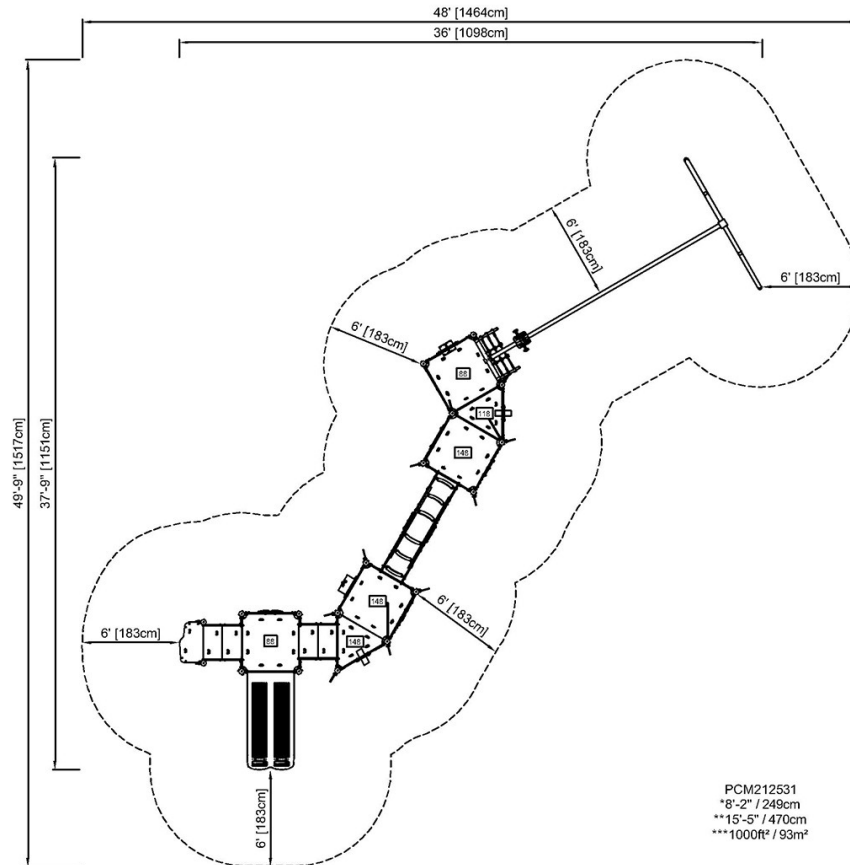 48' [1464cm]
36' [1098cm]
49'-9" [1517cm]
37'-9" [1151cm]
6' [183cm]
6' [183cm]
6' [183cm]
88
118
148
148
6' [183cm]
6' [183cm]
88
148
6' [183cm]
PCM212531
*8'-2" / 249cm
**15'-5" / 470cm
***1000ft² / 93m²